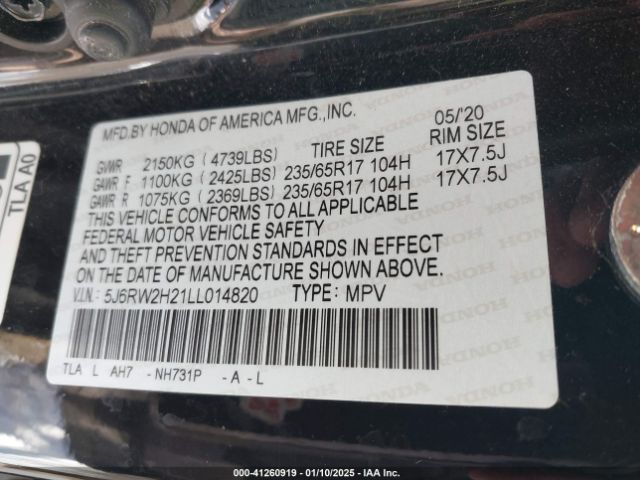 MFD.BY HONDA OF AMERICA MFG.,INC. 05/'20
GVWR 2150KG ( 4739LBS) TIRE SIZE RIM SIZE
GAWR F 1100KG ( 2425LBS) 235/65R17 104H 17X7.5J
GAWR R 1075KG ( 2369LBS) 235/65R17 104H 17X7.5J
THIS VEHICLE CONFORMS TO ALL APPLICABLE
FEDERAL MOTOR VEHICLE SAFETY
AND THEFT PREVENTION STANDARDS IN EFFECT
ON THE DATE OF MANUFACTURE SHOWN ABOVE.
V.I.N.: 5J6RW2H21LL014820 TYPE: MPV
TLA L AH7 -NH731P -A-L
TLA A0
HONDA
000-41260919 — 01/10/2025 — IAA Inc.